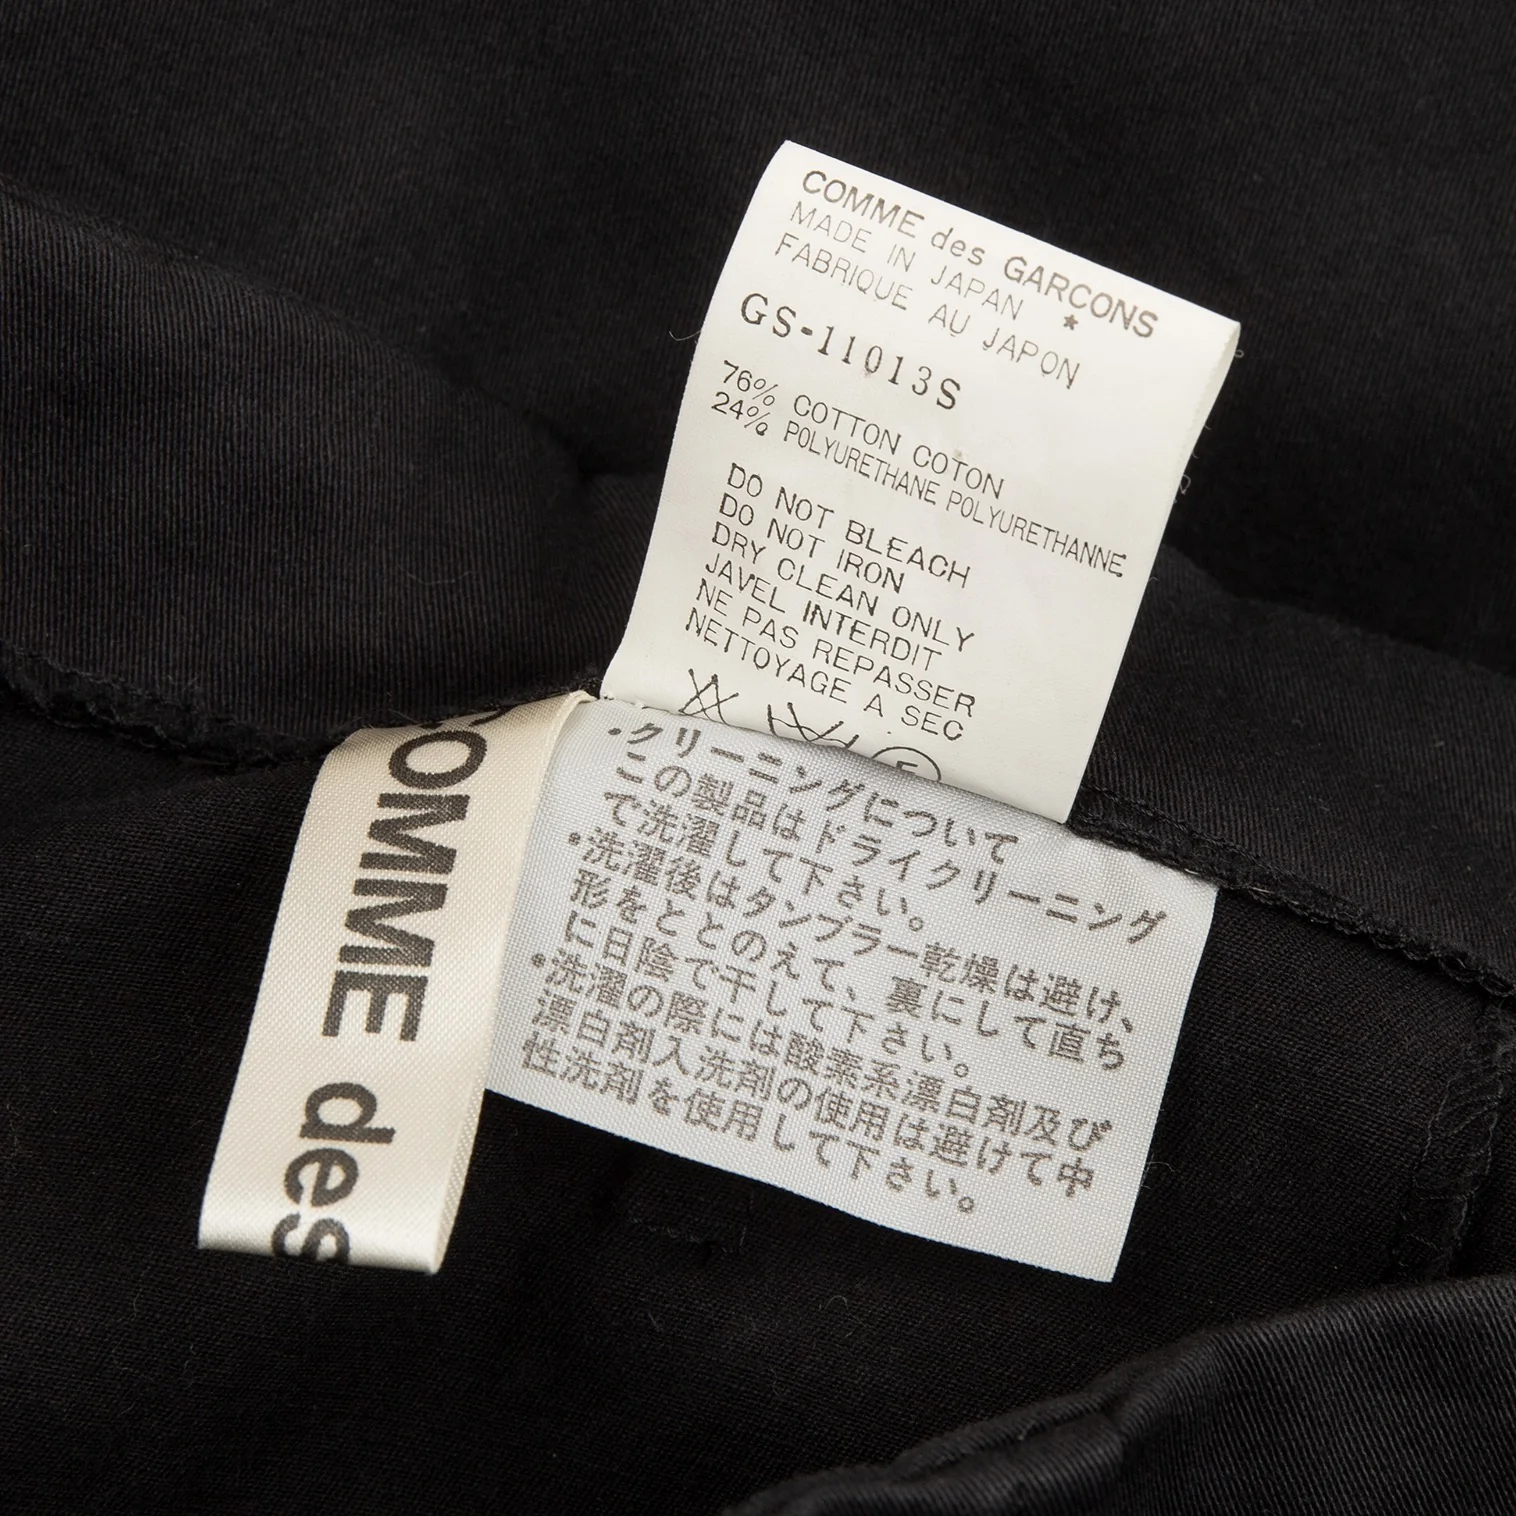 COMME des GARCONS
MADE IN JAPAN ★
FABRIQUE AU JAPON
GS-11013S
76% COTTON COTON
24% POLYURETHANE POLYURETHANNE
DO NOT BLEACH
DO NOT IRON
DRY CLEAN ONLY
JAVEL INTERDIT
NE PAS REPASSER
NETTOYAGE A SEC
F
•クリーニングについて
この製品はドライクリーニング
で洗濯して下さい。
•洗濯後はタンブラー乾燥は避け、
形をととのえて、裏にして直ち
に日陰で干して下さい。
•洗濯の際には酸素系漂白剤及び
漂白剤入洗剤の使用は避けて中
性洗剤を使用して下さい。
COMME des